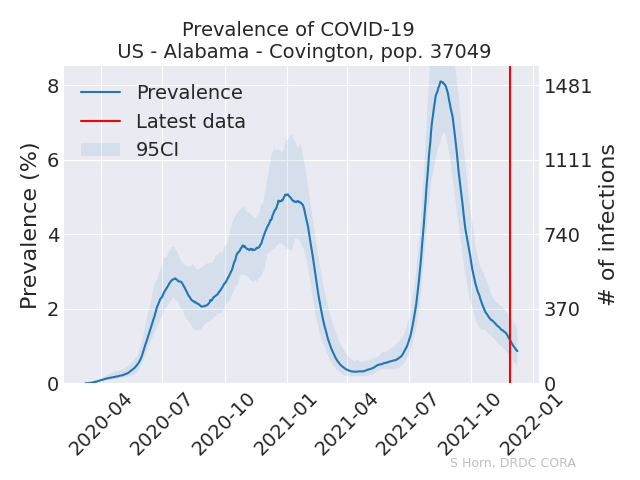 Prevalence of COVID-19
US - Alabama - Covington, pop. 37049
Prevalence
Latest data
95CI
Prevalence (%)
8
6
4
2
0
1481
1111
740
370
0
# of infections
2020-04
2020-07
2020-10
2021-01
2021-04
2021-07
2021-10
2022-01
S Horn, DRDC CORA